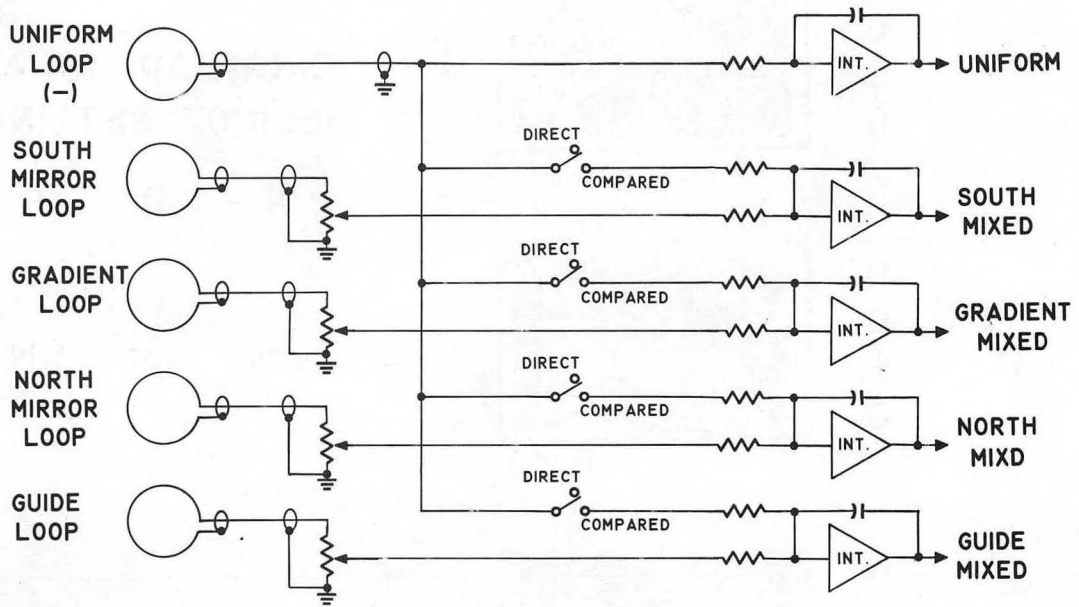 UNIFORM
LOOP
(—)
INT.
UNIFORM
SOUTH
MIRROR
LOOP
DIRECT
COMPARED
INT.
SOUTH
MIXED
GRADIENT
LOOP
DIRECT
COMPARED
INT.
GRADIENT
MIXED
NORTH
MIRROR
LOOP
DIRECT
COMPARED
INT.
NORTH
MIXD
GUIDE
LOOP
DIRECT
COMPARED
INT.
GUIDE
MIXED